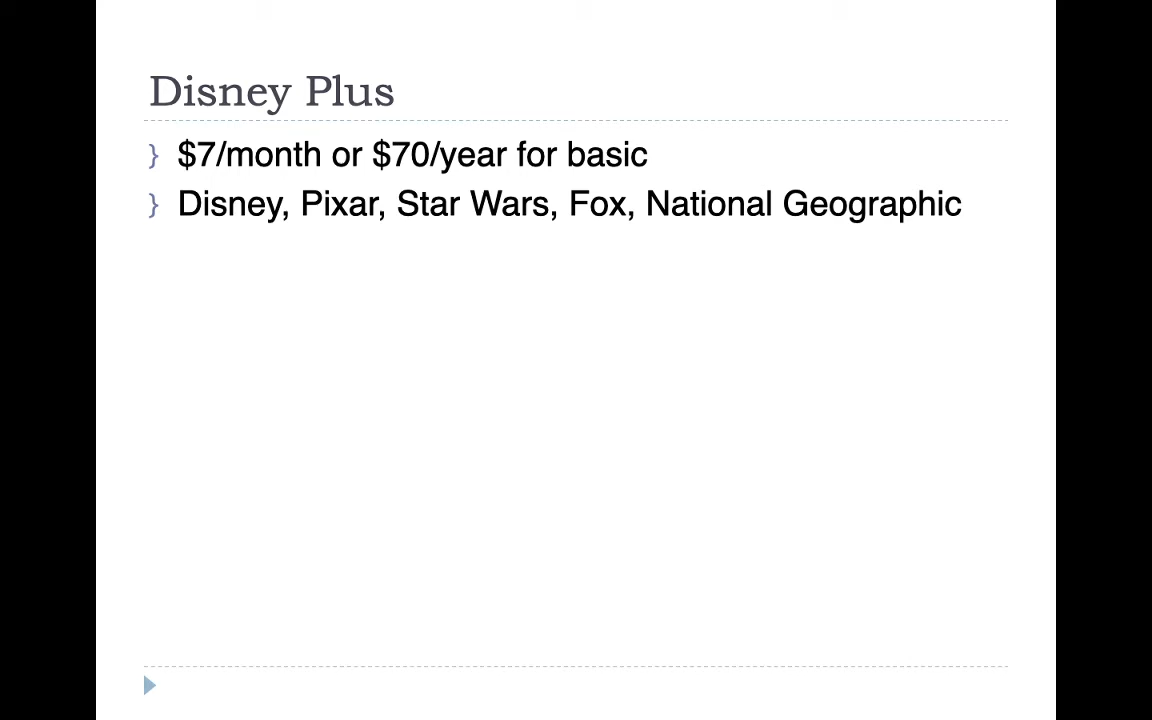 Disney Plus
} $7/month or $70/year for basic
} Disney, Pixar, Star Wars, Fox, National Geographic